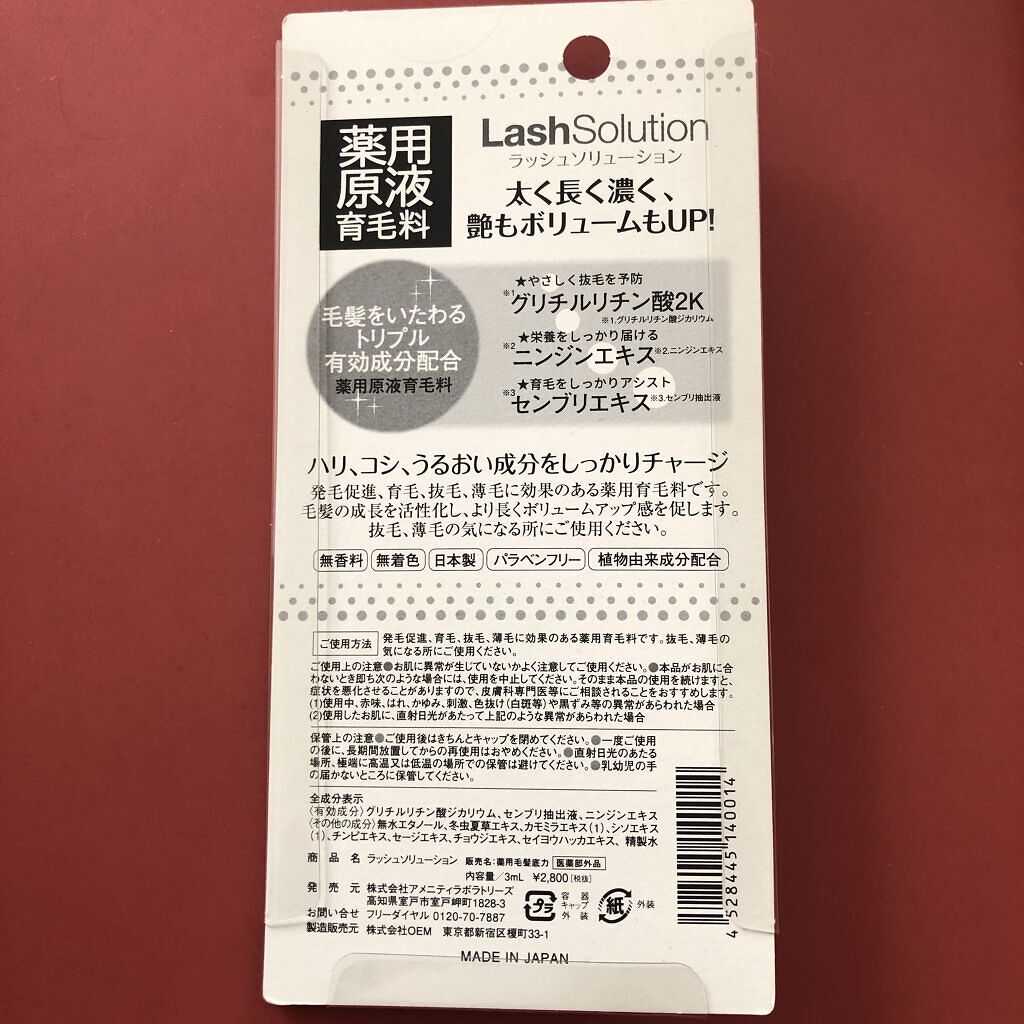 薬用
原液
育毛料
LashSolution
ラッシュソリューション
太く長く濃く、
艶もボリュームもUP!
毛髪をいたわる
トリプル
有効成分配合
薬用原液育毛料
★やさしく抜毛を予防
※1グリチルリチン酸2K
※1.グリチルリチン酸ジカリウム
★栄養をしっかり届ける
※2ニンジンエキス※2.ニンジンエキス
★育毛をしっかりアシスト
※3センブリエキス※3.センブリ抽出液
ハリ、コシ、うるおい成分をしっかりチャージ
発毛促進、育毛、抜毛、薄毛に効果のある薬用育毛料です。
毛髪の成長を活性化し、より長くボリュームアップ感を促します。
抜毛、薄毛の気になる所にご使用ください。
無香料 無着色 日本製 パラベンフリー 植物由来成分配合
ご使用方法 発毛促進、育毛、抜毛、薄毛に効果のある薬用育毛料です。抜毛、薄毛の
気になる所にご使用ください。
ご使用上の注意●お肌に異常が生じていないかよく注意してご使用ください。●本品がお肌に合
わないとき即ち次のような場合には、使用を中止してください。そのまま本品の使用を続けますと、
症状を悪化させることがありますので、皮膚科専門医等にご相談されることをおすすめします。
(1)使用中、赤味、はれ、かゆみ、刺激、色抜け(白斑等)や黒ずみ等の異常があらわれた場合
(2)使用したお肌に、直射日光があたって上記のような異常があらわれた場合
保管上の注意●ご使用後はきちんとキャップを閉めてください。●一度ご使用
の後に、長期間放置してからの再使用はおやめください。●直射日光のあたる
場所、極端に高温又は低温の場所での保管は避けてください。●乳幼児の手
の届かないところに保管してください。
全成分表示
〈有効成分〉グリチルリチン酸ジカリウム、センブリ抽出液、ニンジンエキス
〈その他の成分〉無水エタノール、冬虫夏草エキス、カモミラエキス(1)、シソエキス
(1)、チンピエキス、セージエキス、チョウジエキス、セイヨウハッカエキス、精製水
商品名 ラッシュソリューション 販売名:薬用毛髪底力 医薬部外品
内容量/3mL ¥2,800[税抜]
発売元 株式会社アメニティラボラトリーズ
高知県室戸市室戸岬町1828-3
お問い合せ フリーダイヤル 0120-70-7887
製造販売元 株式会社OEM 東京都新宿区榎町33-1
プラ
容器
キャップ
外装
紙
外装
4 528445 140014
MADE IN JAPAN